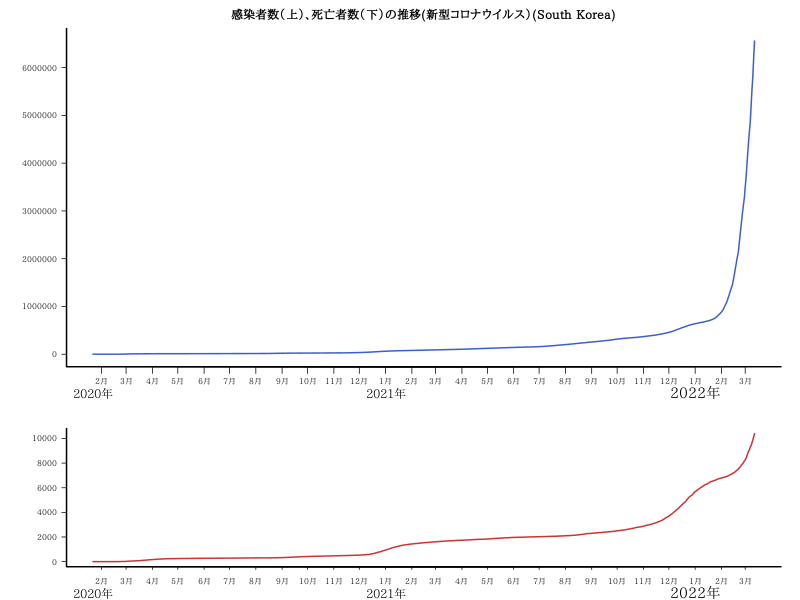 感染者数（上）、死亡者数（下）の推移(新型コロナウイルス）(South Korea)
6000000
5000000
4000000
3000000
2000000
1000000
0
2月 3月 4月 5月 6月 7月 8月 9月 10月 11月 12月 1月 2月 3月 4月 5月 6月 7月 8月 9月 10月 11月 12月 1月 2月 3月
2020年 2021年 2022年
10000
8000
6000
4000
2000
0
2月 3月 4月 5月 6月 7月 8月 9月 10月 11月 12月 1月 2月 3月 4月 5月 6月 7月 8月 9月 10月 11月 12月 1月 2月 3月
2020年 2021年 2022年